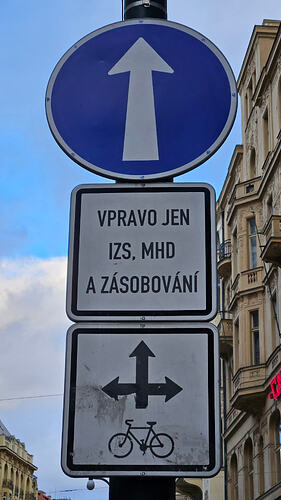 VPRAVO JEN
IZS, MHD
A ZÁSOBOVÁNÍ